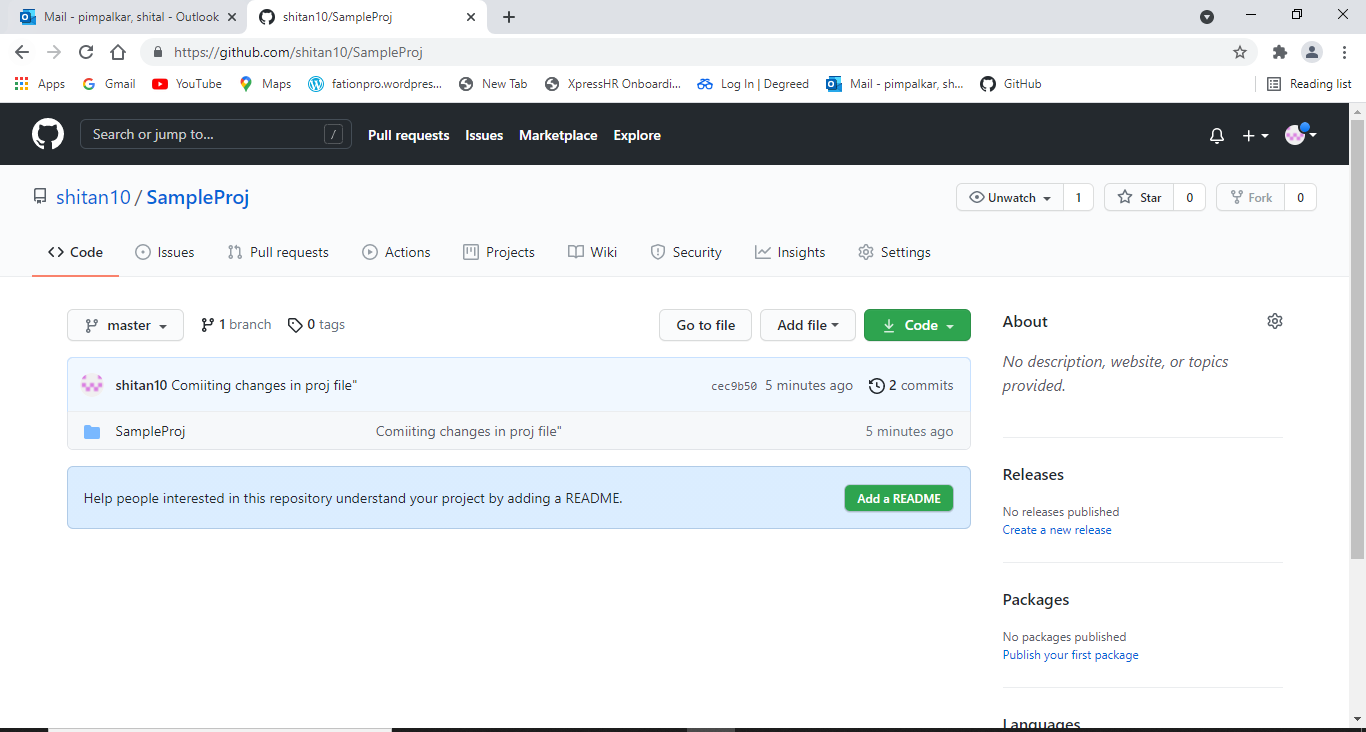 Mail - pimpalkar, shital - Outlook
shitan10/SampleProj
https://github.com/shitan10/SampleProj
Apps Gmail YouTube Maps fationpro.wordpres... New Tab XpressHR Onboardi... Log In | Degreed Mail - pimpalkar, sh... GitHub Reading list
Search or jump to... / Pull requests Issues Marketplace Explore
shitan10 / SampleProj Unwatch 1 Star 0 Fork 0
Code Issues Pull requests Actions Projects Wiki Security Insights Settings
master 1 branch 0 tags Go to file Add file Code
About
No description, website, or topics
provided.
shitan10 Comiiting changes in proj file" cec9b50 5 minutes ago 2 commits
SampleProj Comiiting changes in proj file" 5 minutes ago
Help people interested in this repository understand your project by adding a README. Add a README
Releases
No releases published
Create a new release
Packages
No packages published
Publish your first package
Languages